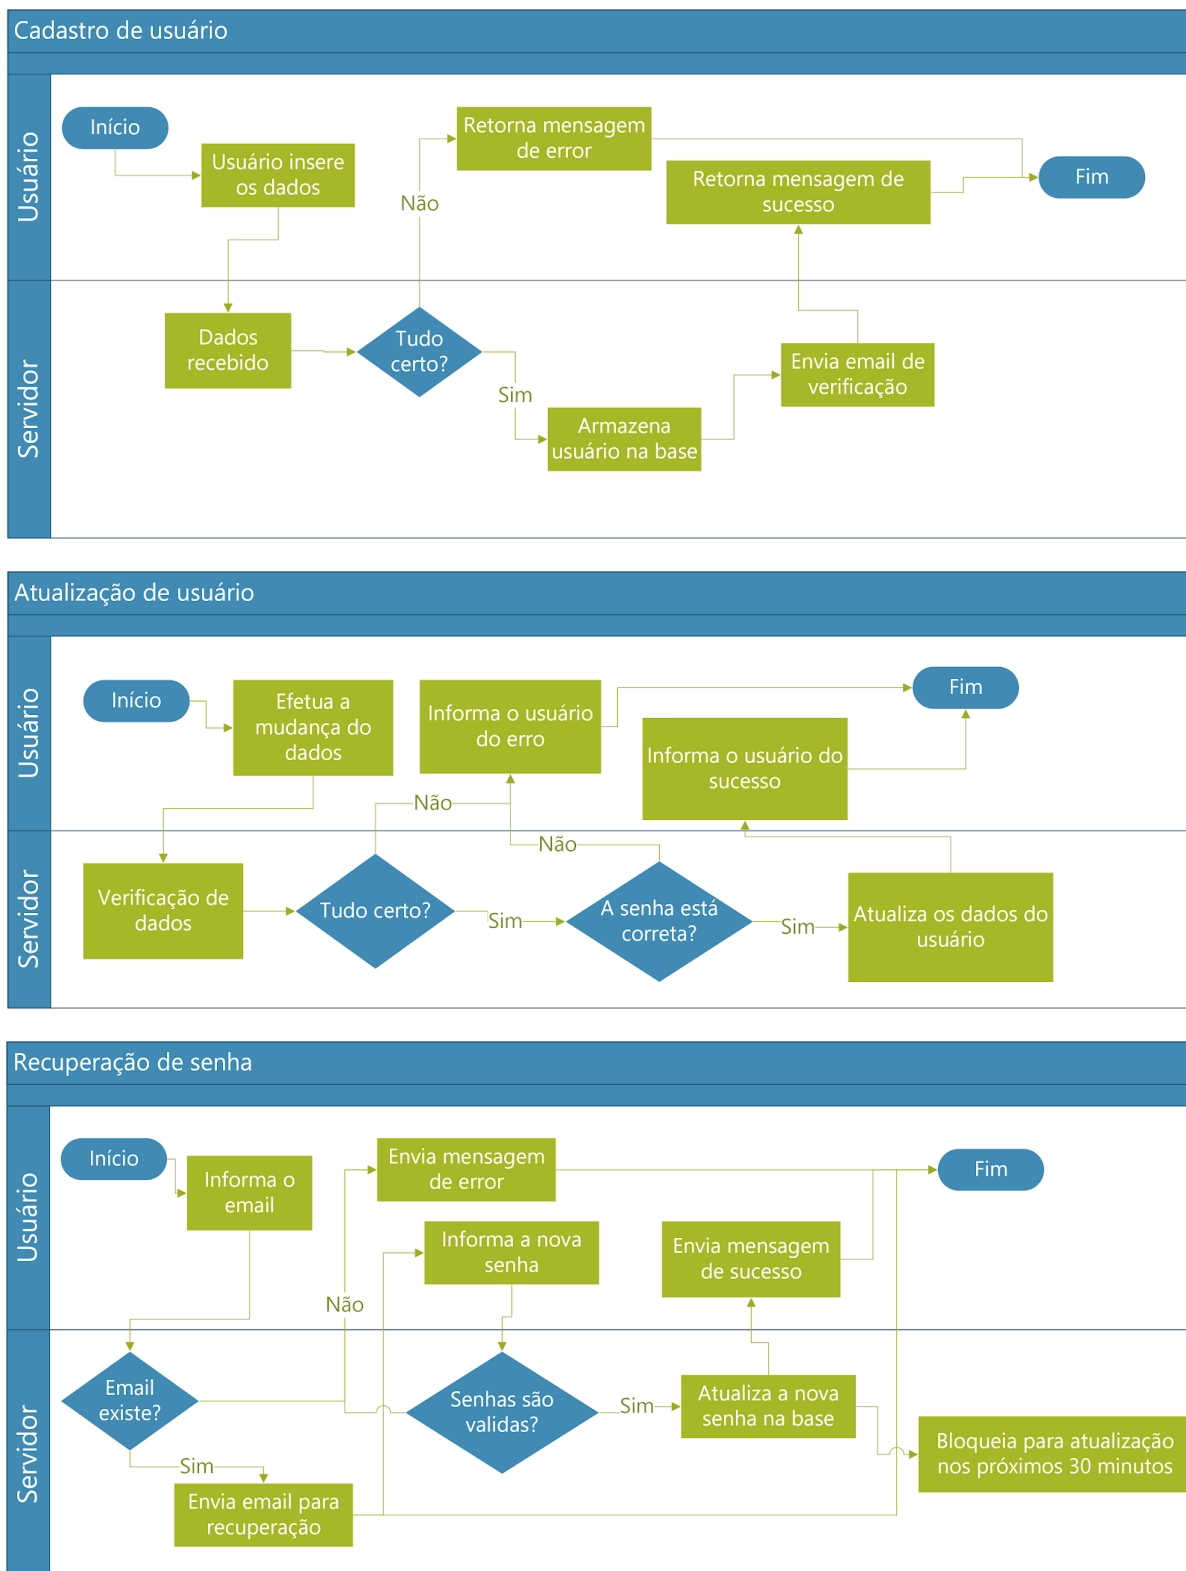 Cadastro de usuário
Usuário
Início
Usuário insere
os dados
Retorna mensagem
de error
Não
Retorna mensagem de
sucesso
Fim
Servidor
Dados
recebido
Tudo
certo?
Sim
Armazena
usuário na base
Envia email de
verificação
Atualização de usuário
Usuário
Início
Efetua a
mudança do
dados
Informa o usuário
do erro
Informa o usuário do
sucesso
Fim
Não
Servidor
Não
Verificação de
dados
Tudo certo?
Sim
A senha está
correta?
Sim
Atualiza os dados do
usuário
Recuperação de senha
Usuário
Início
Informa o
email
Envia mensagem
de error
Informa a nova
senha
Envia mensagem
de sucesso
Fim
Não
Servidor
Email
existe?
Sim
Envia email para
recuperação
Senhas são
validas?
Sim
Atualiza a nova
senha na base
Bloqueia para atualização
nos próximos 30 minutos